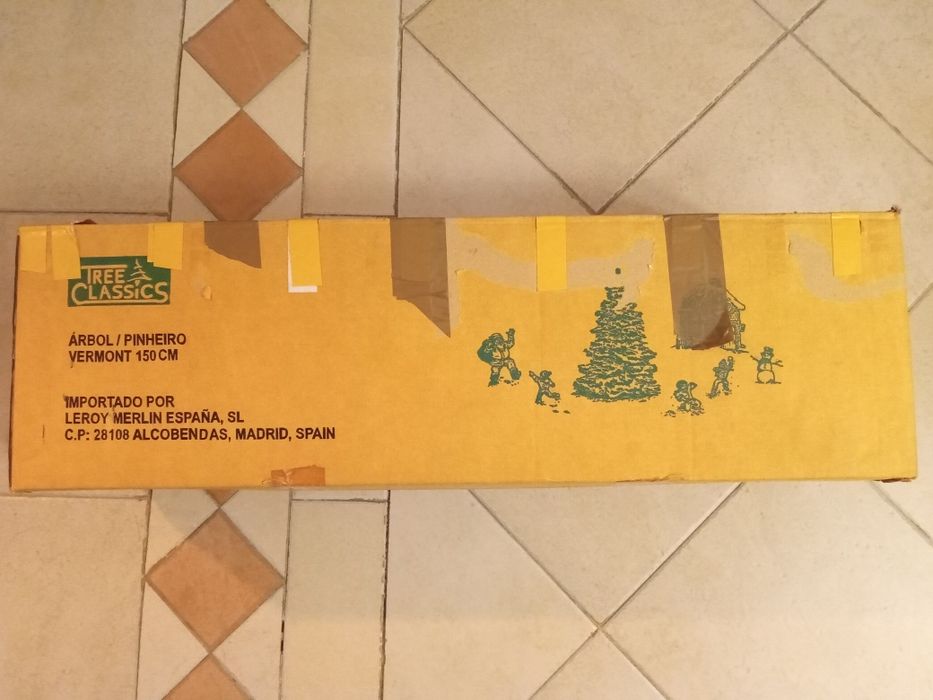 TREE
CLASSICS
ÁRBOL / PINHEIRO
VERMONT 150 CM
IMPORTADO POR
LEROY MERLIN ESPAÑA, SL
C.P: 28108 ALCOBENDAS, MADRID, SPAIN